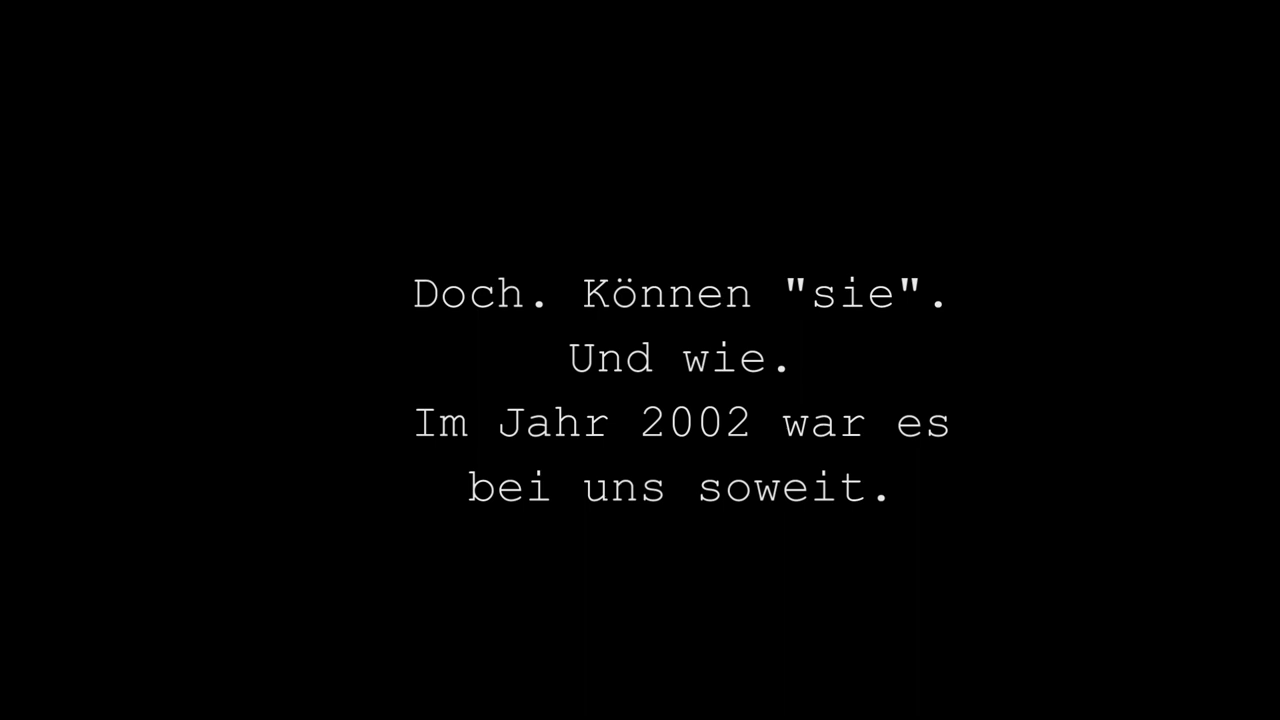 Doch. Können "sie".
Und wie.
Im Jahr 2002 war es
bei uns soweit.